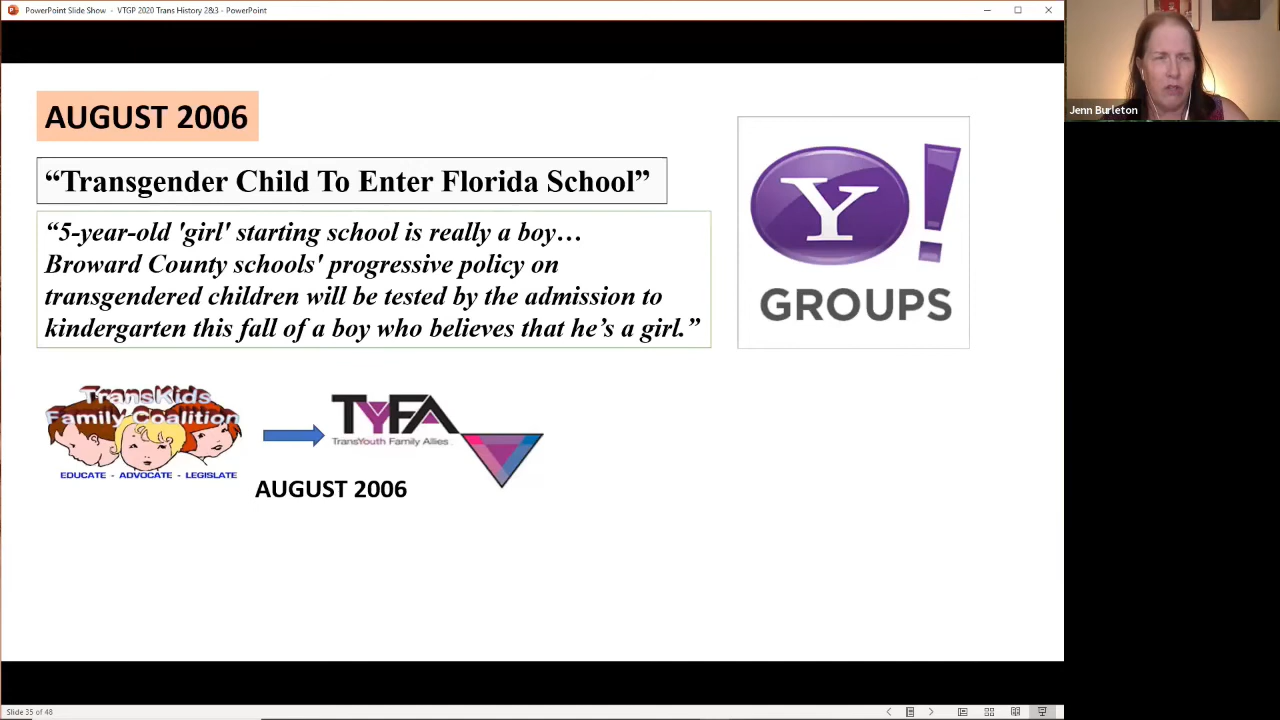 PowerPoint Slide Show - VTGP 2020 Trans History 2&3 - PowerPoint
Jenn Burleton
AUGUST 2006
“Transgender Child To Enter Florida School”
“5-year-old 'girl' starting school is really a boy…
Broward County schools' progressive policy on
transgendered children will be tested by the admission to
kindergarten this fall of a boy who believes that he’s a girl.”
Y!
GROUPS
TransKids
Family Coalition
EDUCATE - ADVOCATE - LEGISLATE
TYFA
TransYouth Family Allies
AUGUST 2006
Slide 35 of 48